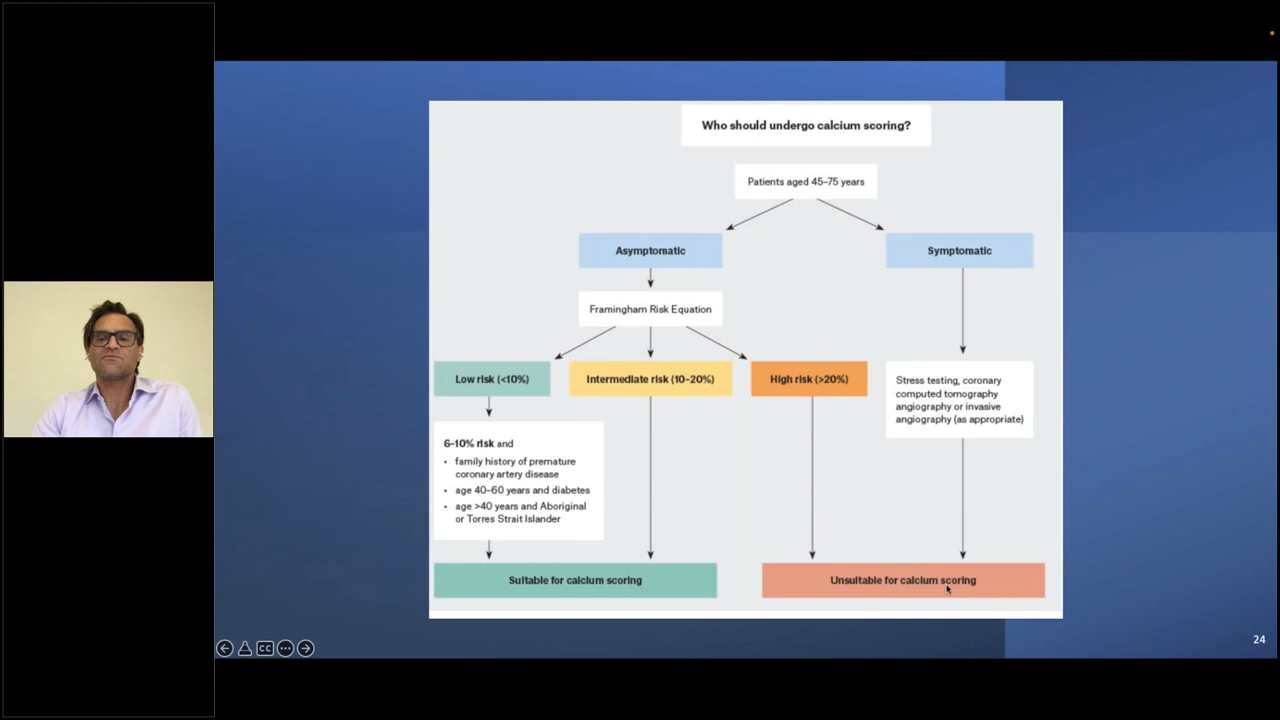 Who should undergo calcium scoring?
Patients aged 45–75 years
Asymptomatic
Symptomatic
Framingham Risk Equation
Low risk (<10%)
Intermediate risk (10–20%)
High risk (>20%)
Stress testing, coronary
computed tomography
angiography or invasive
angiography (as appropriate)
6–10% risk and
• family history of premature
coronary artery disease
• age 40–60 years and diabetes
• age >40 years and Aboriginal
or Torres Strait Islander
Suitable for calcium scoring
Unsuitable for calcium scoring
24
CC